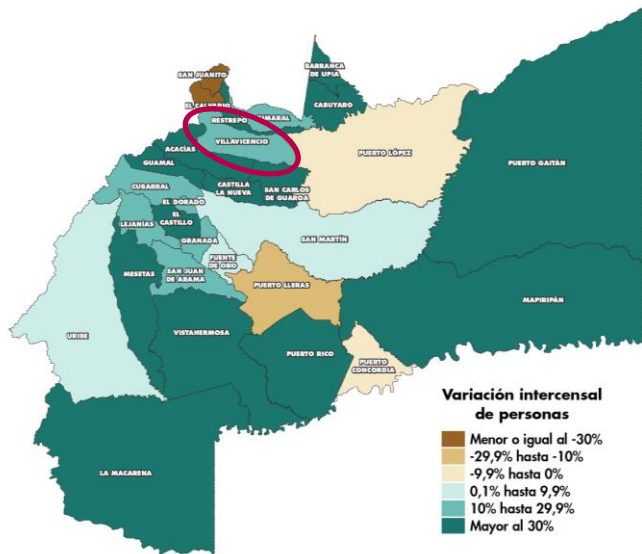 SAN JUANITO
BARRANCA
DE UPIA
EL CALVARIO
CABUYARO
RESTREPO
CUMARAL
VILLAVICENCIO
ACACÍAS
PUERTO LÓPEZ
GUAMAL
PUERTO GAITÁN
CUBARRAL
CASTILLA
LA NUEVA
SAN CARLOS
DE GUAROA
EL DORADO
EL
CASTILLO
LEJANÍAS
GRANADA
SAN MARTÍN
FUENTE
DE ORO
MESETAS
SAN JUAN
DE ARAMA
PUERTO LLERAS
MAPIRIPÁN
URIBE
VISTAHERMOSA
PUERTO RICO
PUERTO
CONCORDIA
LA MACARENA
Variación intercensal
de personas
Menor o igual al -30%
-29,9% hasta -10%
-9,9% hasta 0%
0,1% hasta 9,9%
10% hasta 29,9%
Mayor al 30%